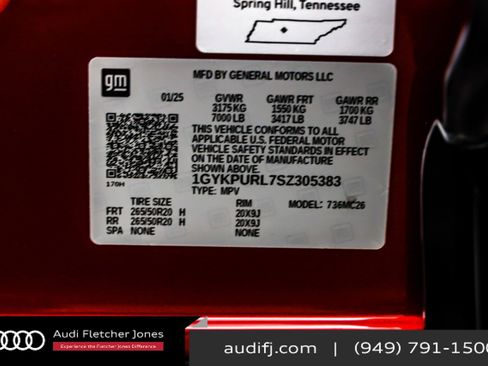 Spring Hill, Tennessee
gm
MFD BY GENERAL MOTORS LLC
01/25 GVWR GAWR FRT GAWR RR
3175 KG 1550 KG 1700 KG
7000 LB 3417 LB 3747 LB
THIS VEHICLE CONFORMS TO ALL
APPLICABLE U.S. FEDERAL MOTOR
VEHICLE SAFETY STANDARDS IN EFFECT
ON THE DATE OF MANUFACTURE
SHOWN ABOVE.
170H
1GYKPURL7SZ305383
TYPE: MPV
TIRE SIZE RIM MODEL: 736MC26
FRT 265/50R20 H 20X9J
RR 265/50R20 H 20X9J
SPA NONE NONE
Audi Fletcher Jones
Experience the Fletcher Jones Difference.
audifj.com | (949) 791-1500